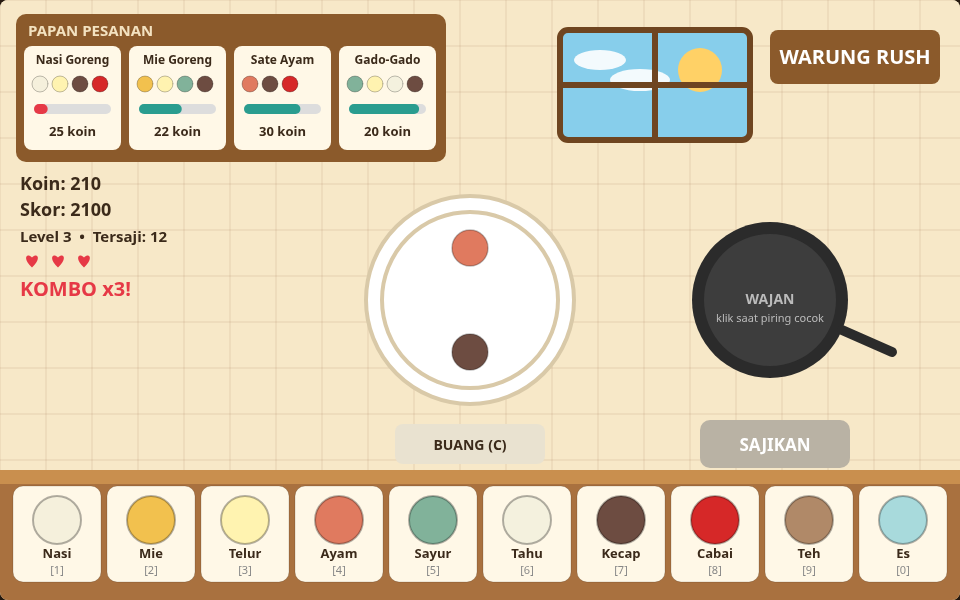 PAPAN PESANAN
Nasi Goreng
25 koin
Mie Goreng
22 koin
Sate Ayam
30 koin
Gado-Gado
20 koin
WARUNG RUSH
Koin: 210
Skor: 2100
Level 3 • Tersaji: 12
♥ ♥ ♥
KOMBO x3!
WAJAN
klik saat piring cocok
BUANG (C)
SAJIKAN
Nasi
[1]
Mie
[2]
Telur
[3]
Ayam
[4]
Sayur
[5]
Tahu
[6]
Kecap
[7]
Cabai
[8]
Teh
[9]
Es
[0]